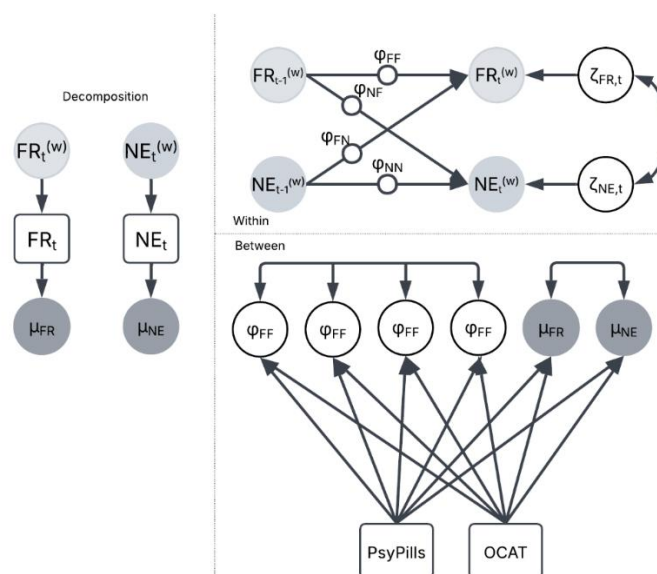 Decomposition
FRₜ⁽ʷ⁾ NEₜ⁽ʷ⁾
FRₜ NEₜ
μFR μNE
FRₜ₋₁⁽ʷ⁾ φFF FRₜ⁽ʷ⁾ ζFR,t
φNF
φFN
NEₜ₋₁⁽ʷ⁾ φNN NEₜ⁽ʷ⁾ ζNE,t
Within
Between
φFF φFF φFF φFF μFR μNE
PsyPills OCAT